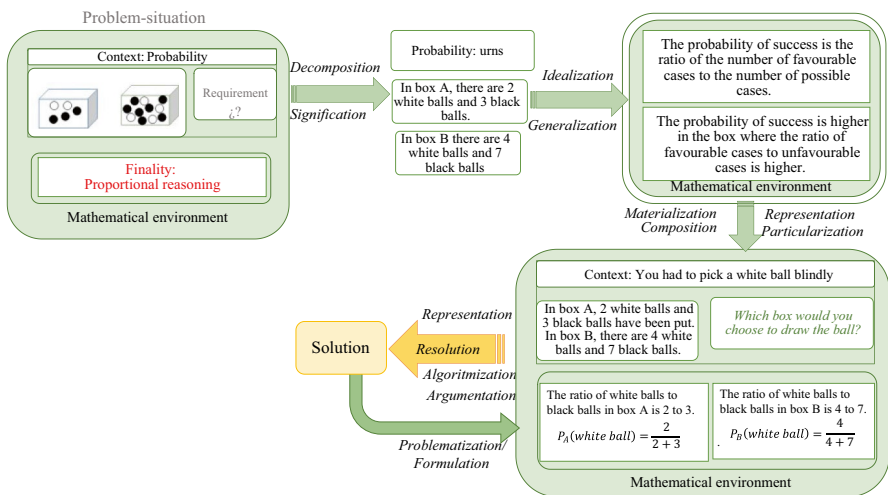 Problem-situation
Context: Probability
Requirement
¿?
Finality:
Proportional reasoning
Mathematical environment
Decomposition
Signification
Probability: urns
In box A, there are 2
white balls and 3 black
balls.
In box B there are 4
white balls and 7
black balls
Idealization
Generalization
The probability of success is the
ratio of the number of favourable
cases to the number of possible
cases.
The probability of success is higher
in the box where the ratio of
favourable cases to unfavourable
cases is higher.
Mathematical environment
Materialization
Composition
Representation
Particularization
Context: You had to pick a white ball blindly
In box A, 2 white balls and
3 black balls have been put.
In box B, there are 4 white
balls and 7 black balls.
Which box would you
choose to draw the ball?
The ratio of white balls to
black balls in box A is 2 to 3.
P_A(white ball) = 2 / (2 + 3)
The ratio of white balls to
black balls in box B is 4 to 7.
. P_B(white ball) = 4 / (4 + 7)
Mathematical environment
Representation
Resolution
Algoritmization
Argumentation
Solution
Problematization/
Formulation